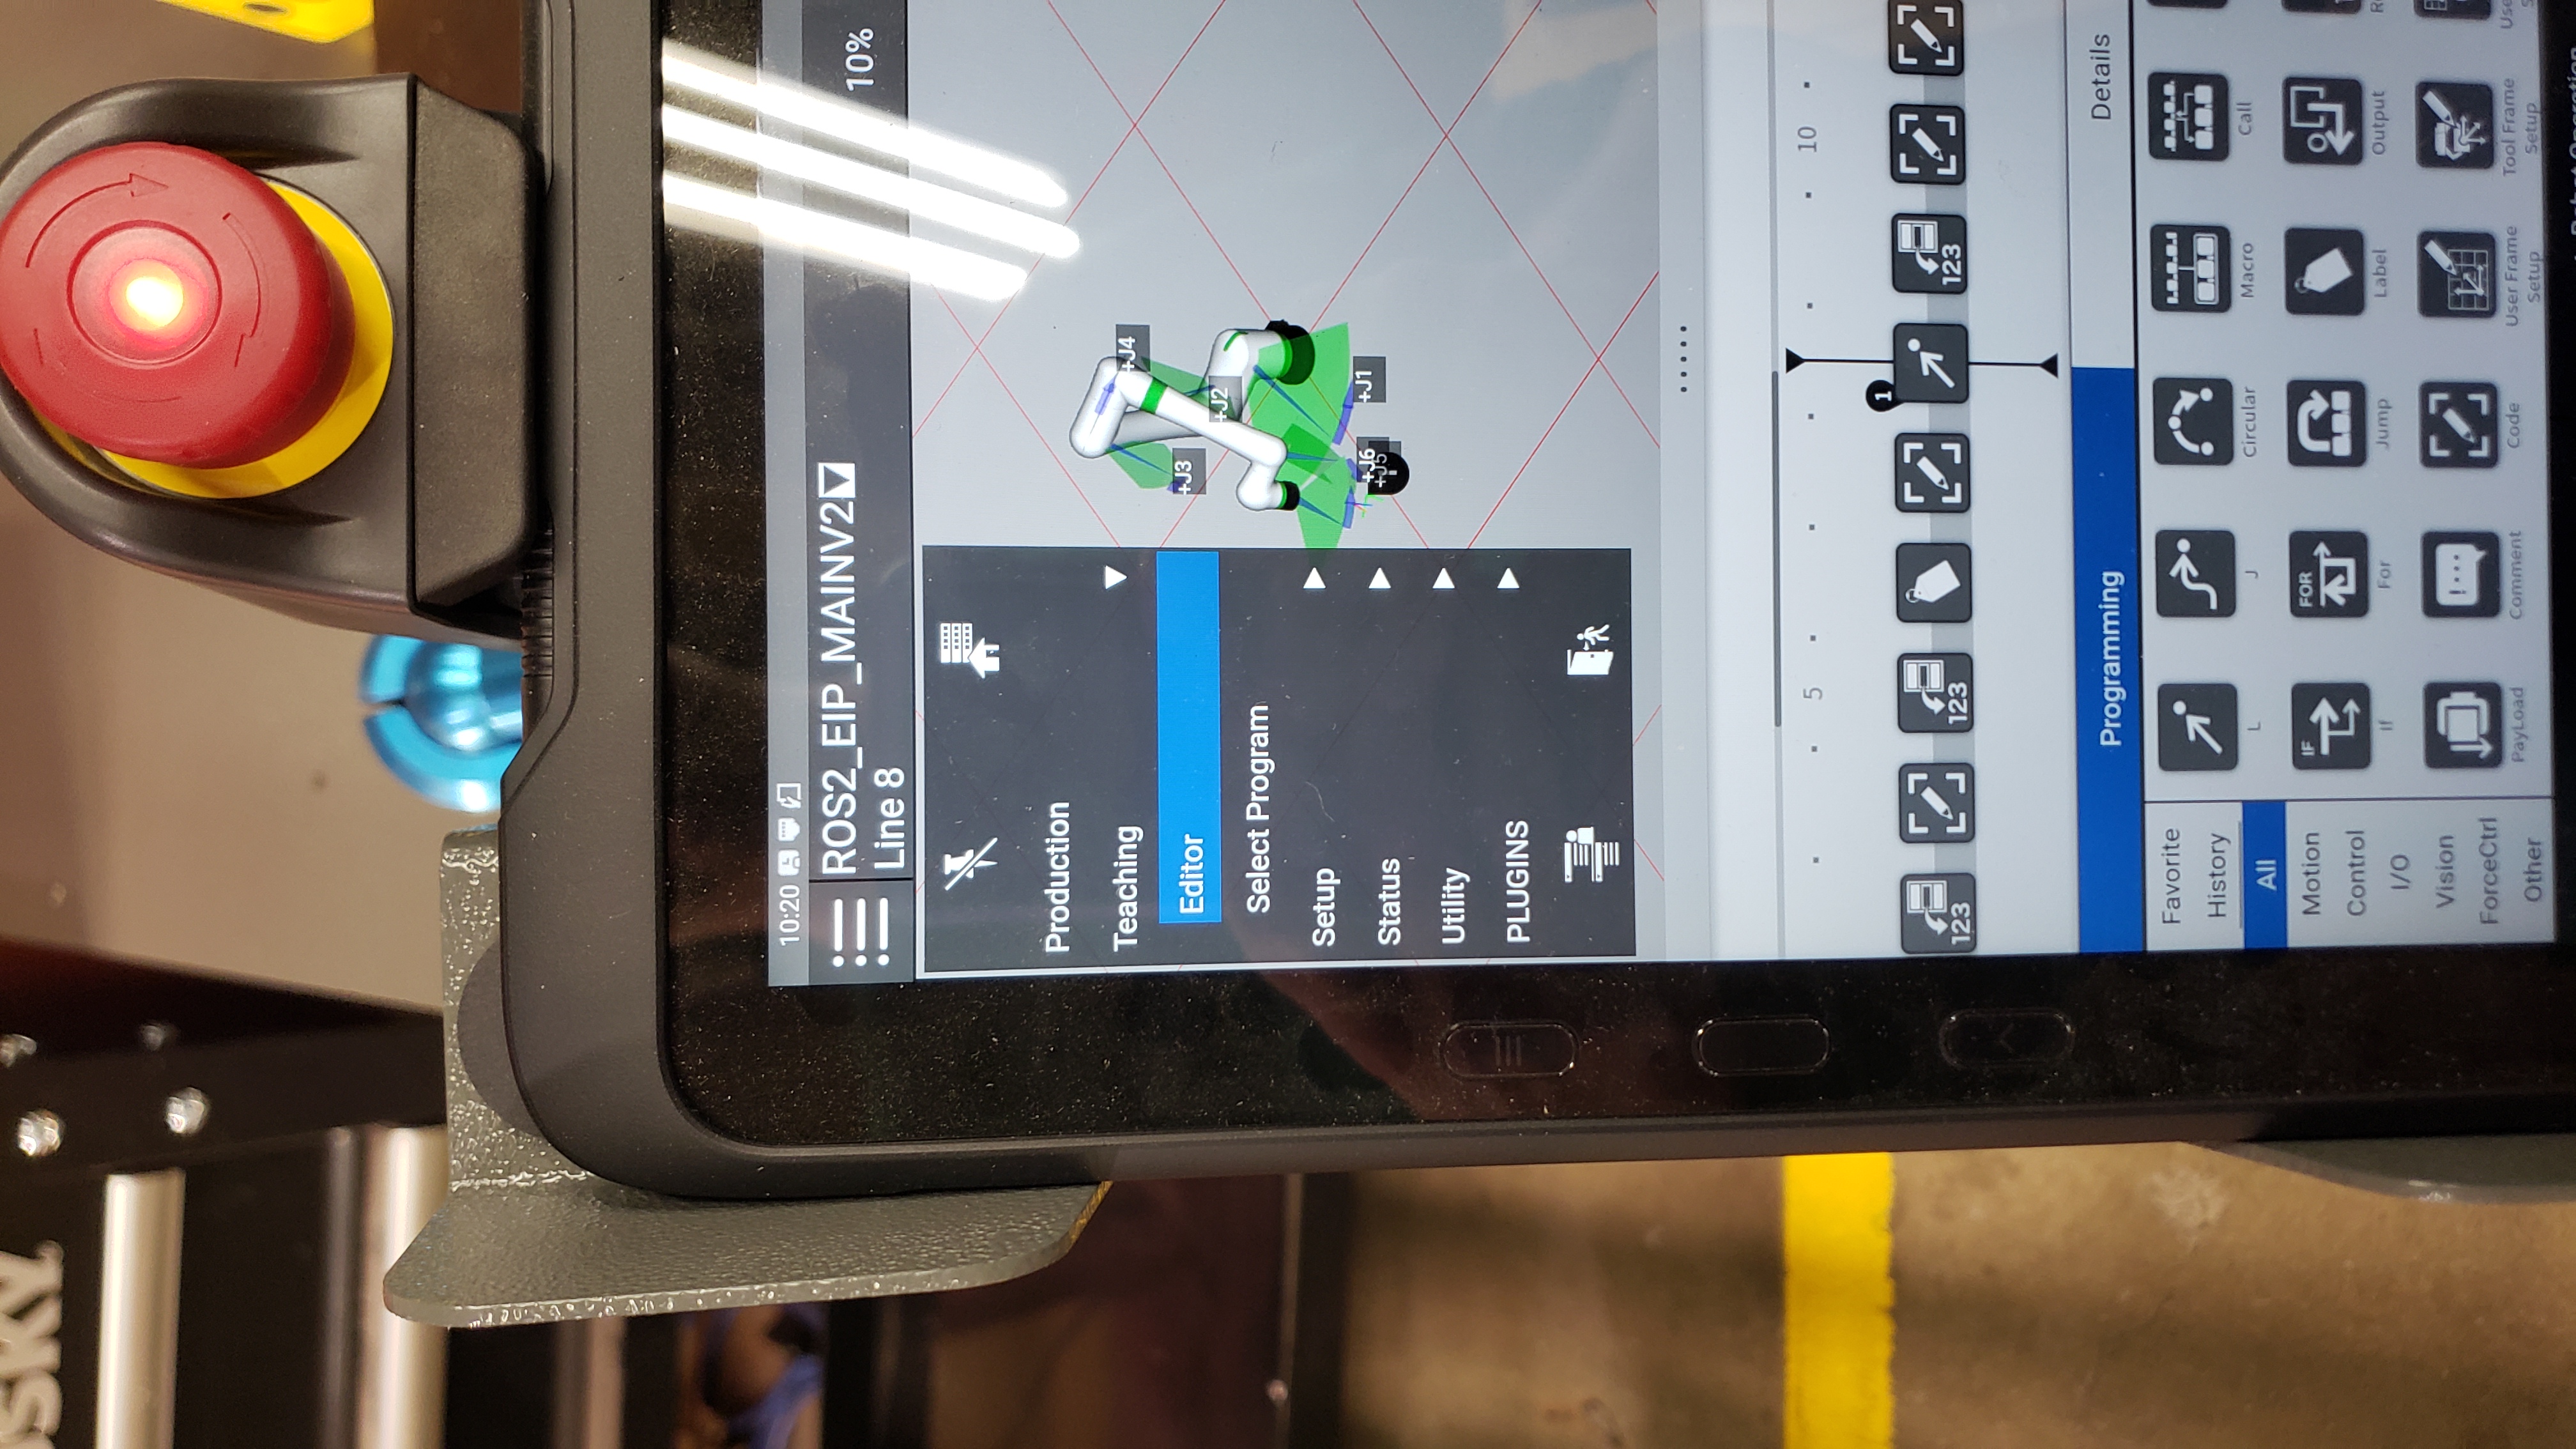 10:20
ROS2_EIP_MAINV2
Line 8
10%
Production
Teaching
Editor
Select Program
Setup
Status
Utility
PLUGINS
+J4
+J3
+J2
+J6
+J5
+J1
5
10
1
123
123
123
Programming
Details
Favorite
History
All
Motion
Control
I/O
Vision
ForceCtrl
Other
L
J
Circular
Macro
Call
IF
FOR
If
For
Jump
Label
Output
PayLoad
Comment
Code
User Frame
Setup
Tool Frame
Setup